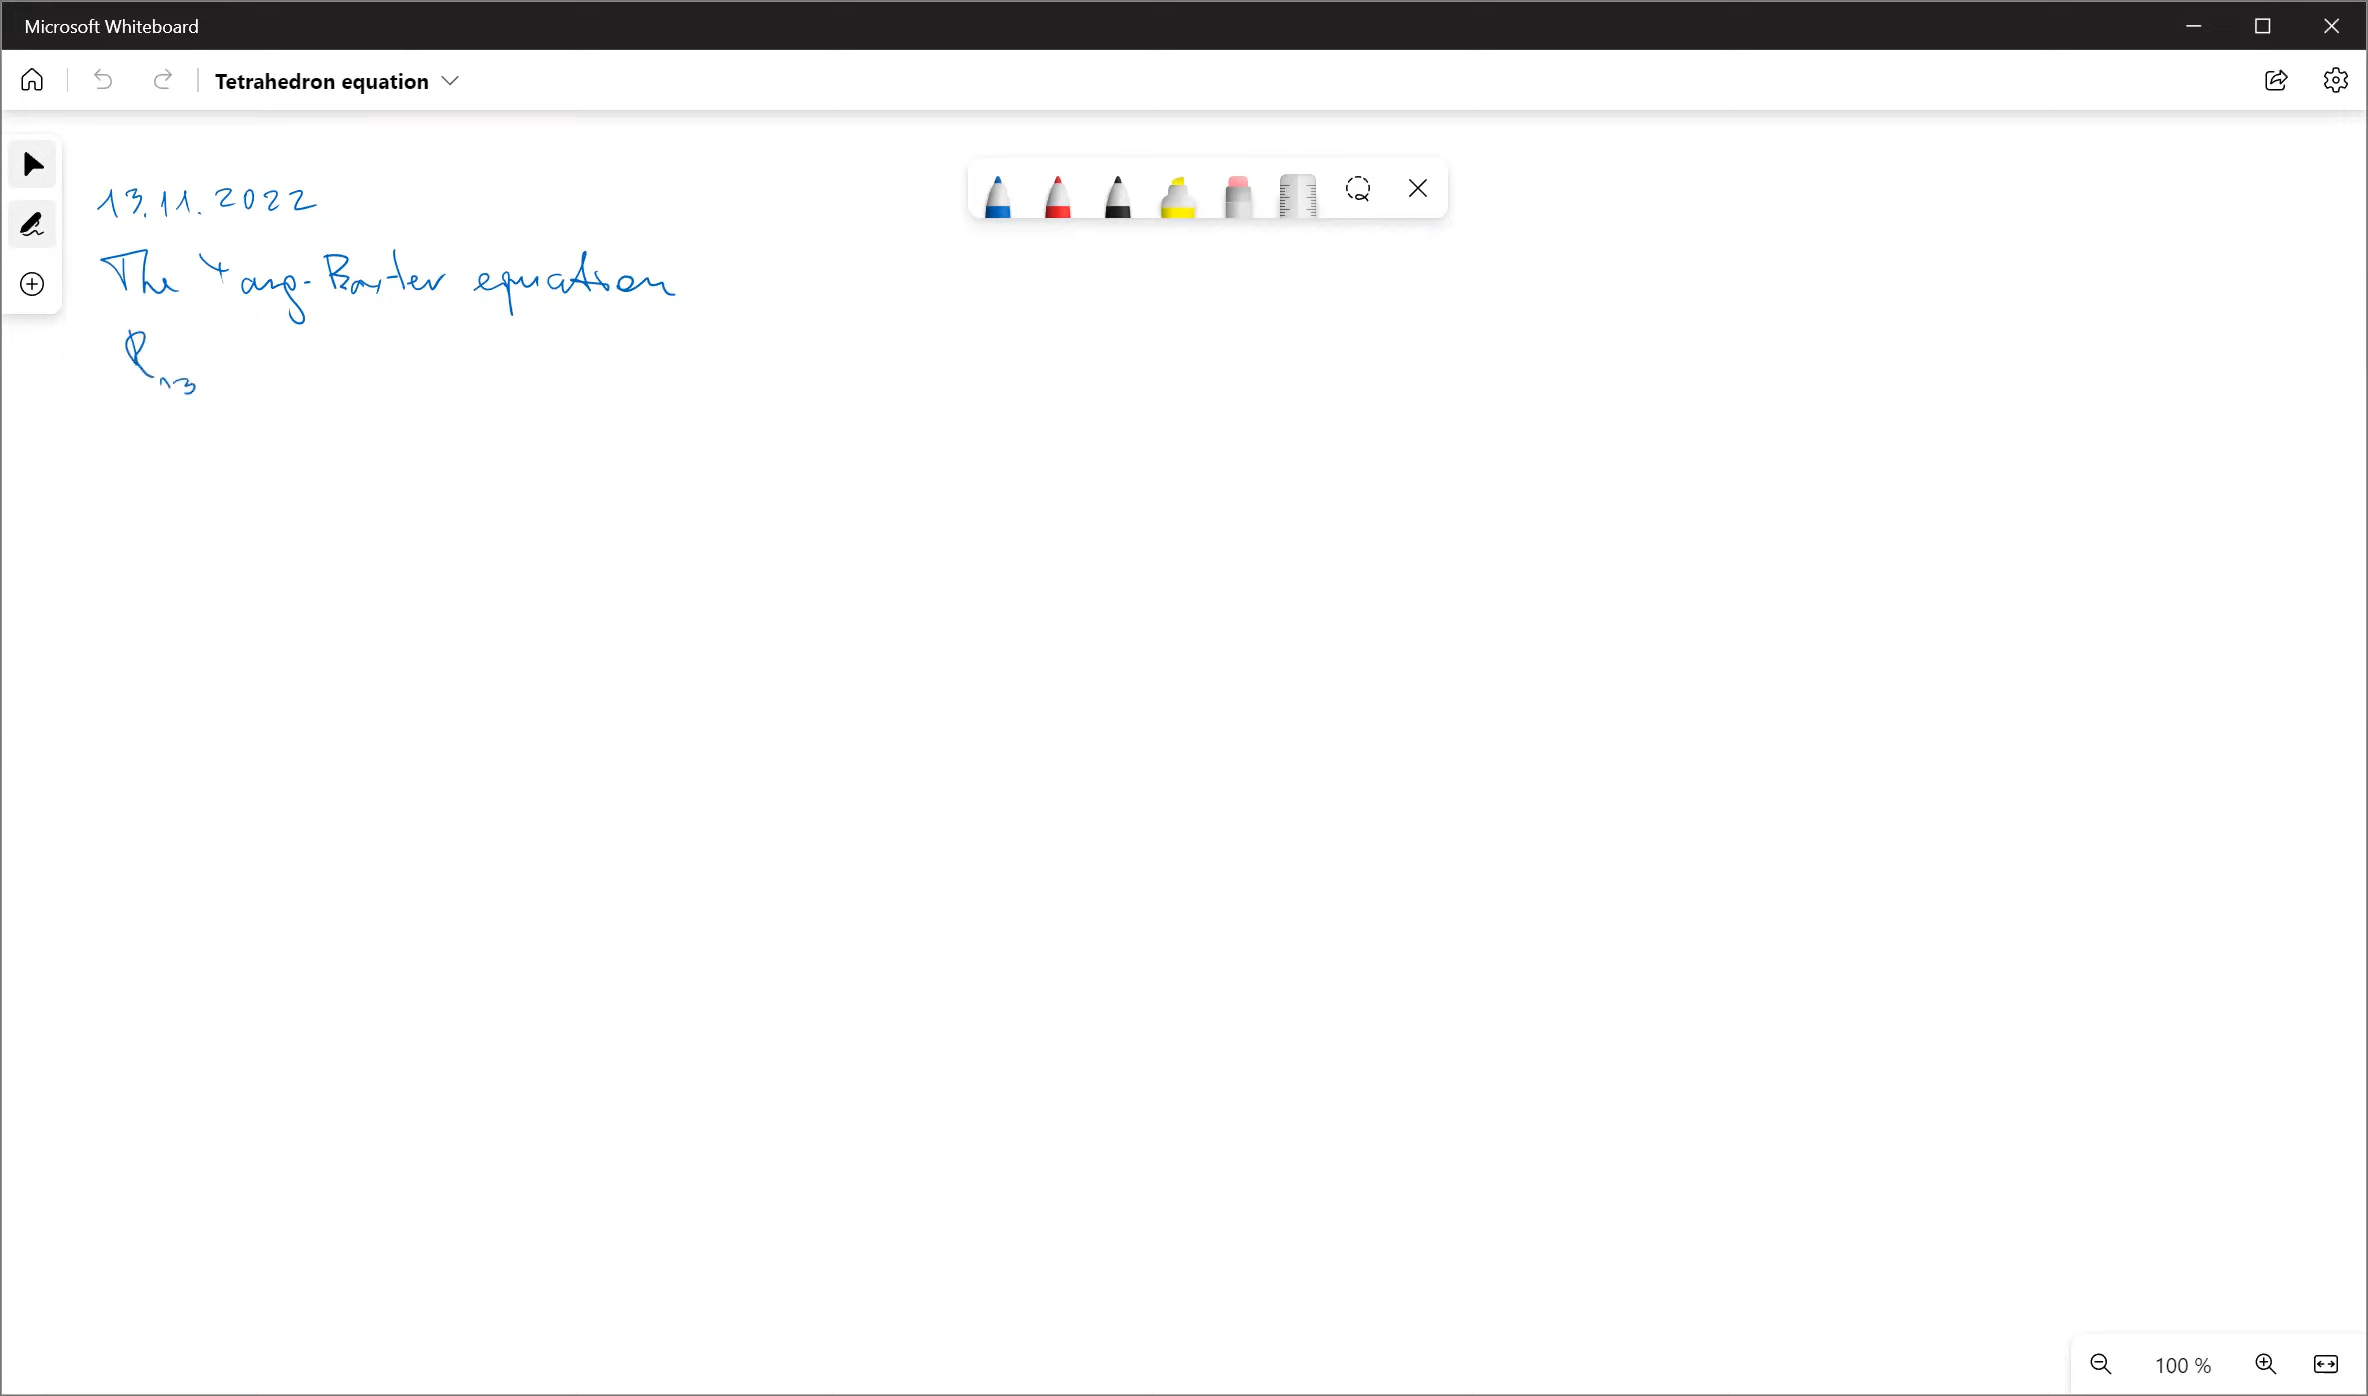 Microsoft Whiteboard
Tetrahedron equation
13.11.2022
The Yang-Baxter equation
R₁₃
100 %